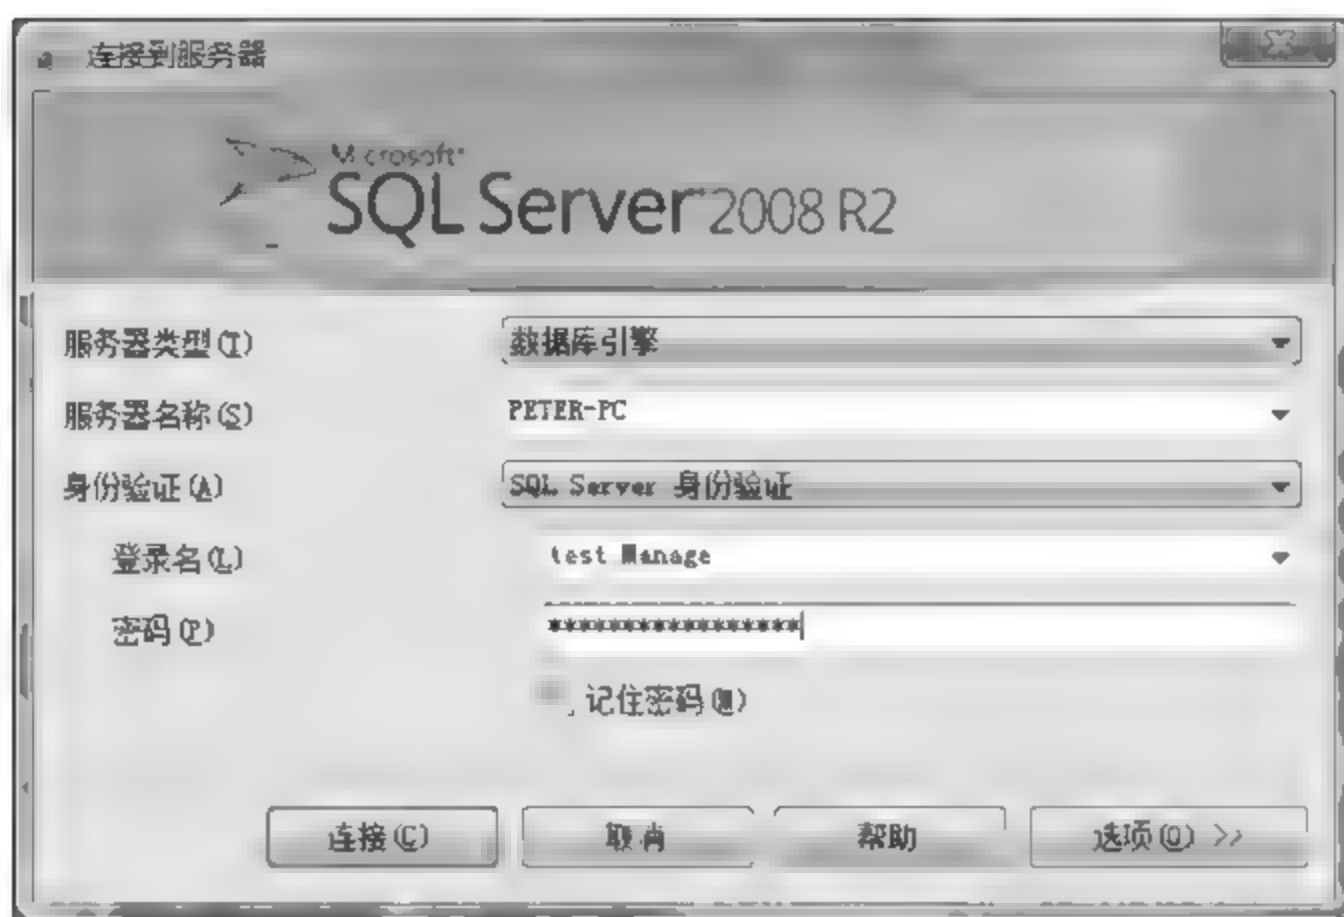 连接到服务器
Microsoft
SQL Server 2008 R2
服务器类型(T)
数据库引擎
服务器名称(S)
PETER-PC
身份验证(A)
SQL Server 身份验证
登录名(L)
test Manage
密码(P)
*****************
记住密码(M)
连接(C)
取消
帮助
选项(O) >>